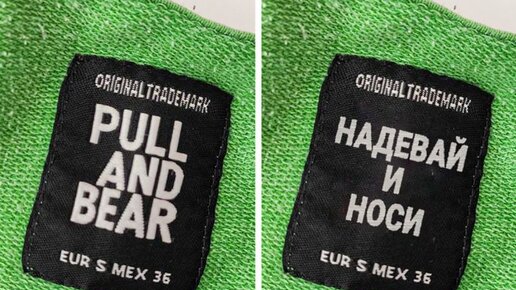 ORIGINALTRADEMARK
PULL
AND
BEAR
EUR S MEX 36
ORIGINALTRADEMARK
НАДЕВАЙ
И
НОСИ
EUR S MEX 36